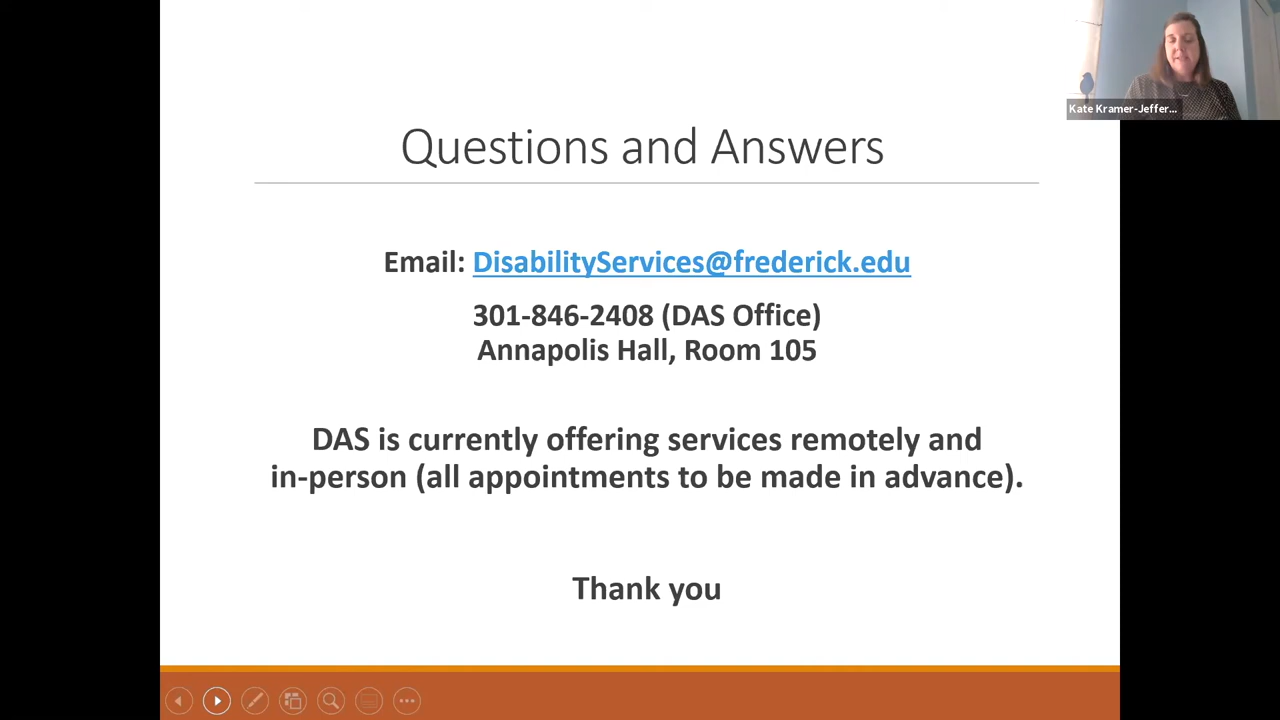 Kate Kramer-Jeffer...
Questions and Answers
Email: DisabilityServices@frederick.edu
301-846-2408 (DAS Office)
Annapolis Hall, Room 105
DAS is currently offering services remotely and
in-person (all appointments to be made in advance).
Thank you